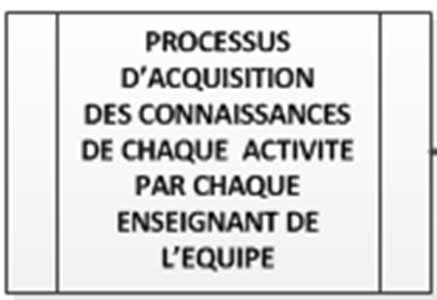 PROCESSUS
D'ACQUISITION
DES CONNAISSANCES
DE CHAQUE ACTIVITE
PAR CHAQUE
ENSEIGNANT DE
L'EQUIPE